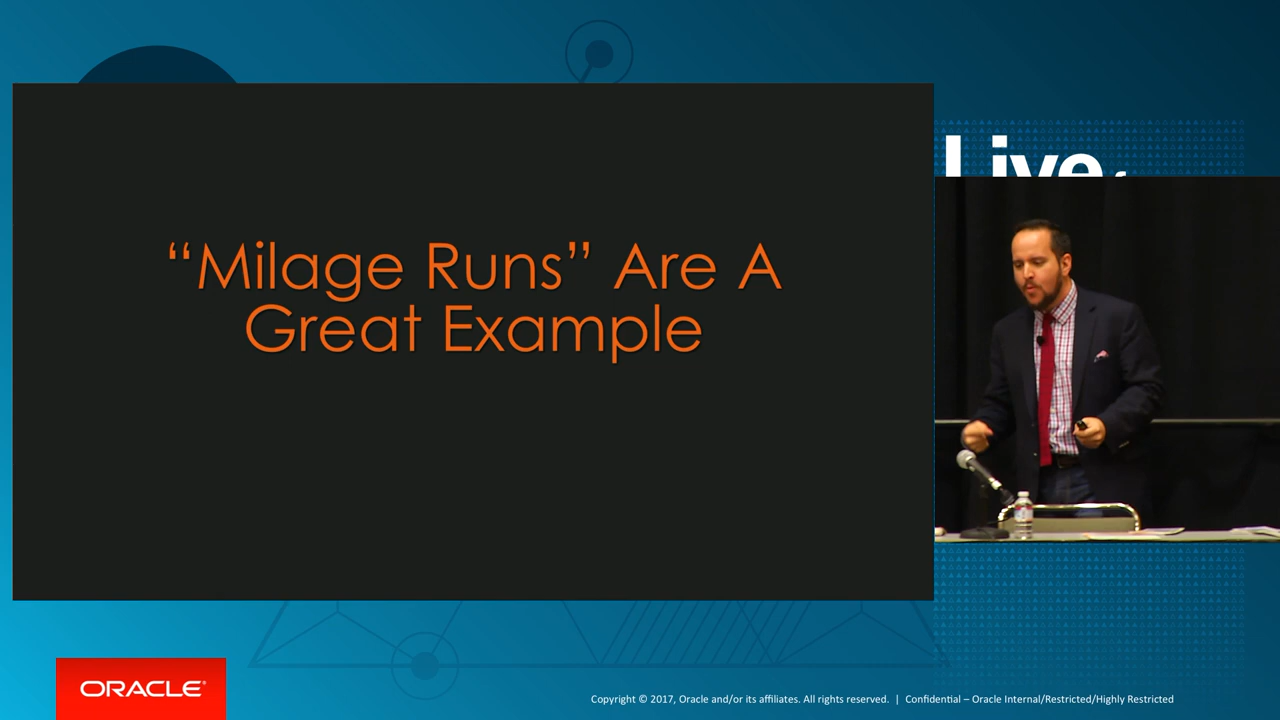 Live
“Milage Runs” Are A
Great Example
ORACLE®
Copyright © 2017, Oracle and/or its affiliates. All rights reserved. | Confidential – Oracle Internal/Restricted/Highly Restricted